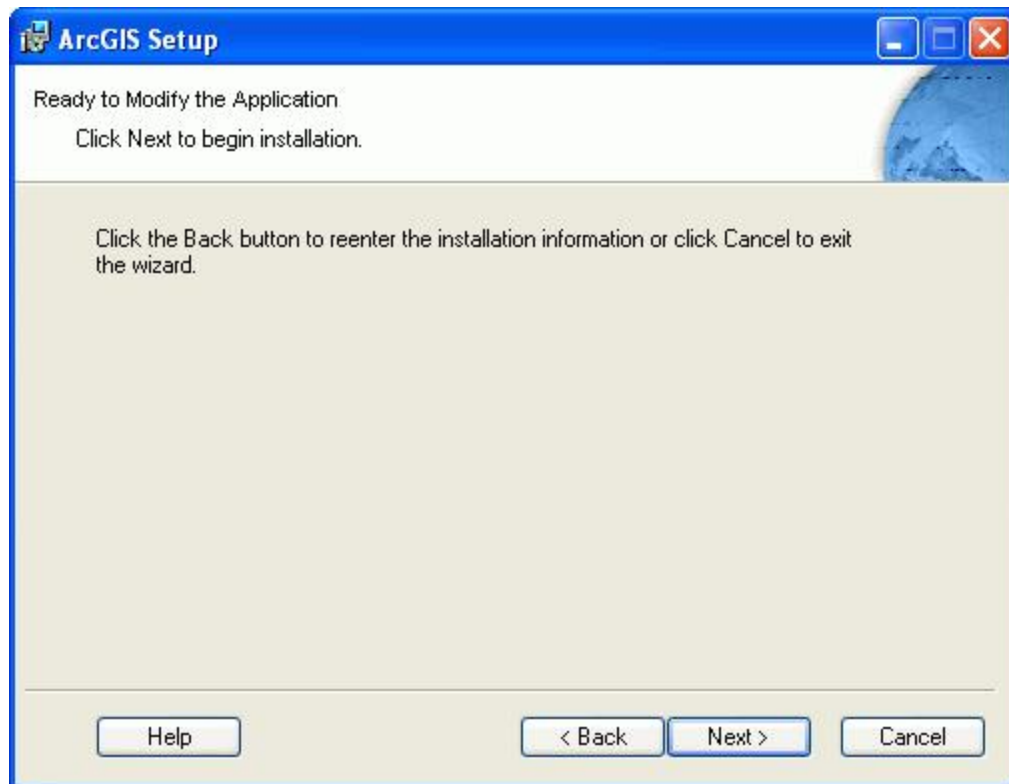 ArcGIS Setup
Ready to Modify the Application
Click Next to begin installation.
Click the Back button to reenter the installation information or click Cancel to exit
the wizard.
Help
< Back
Next >
Cancel